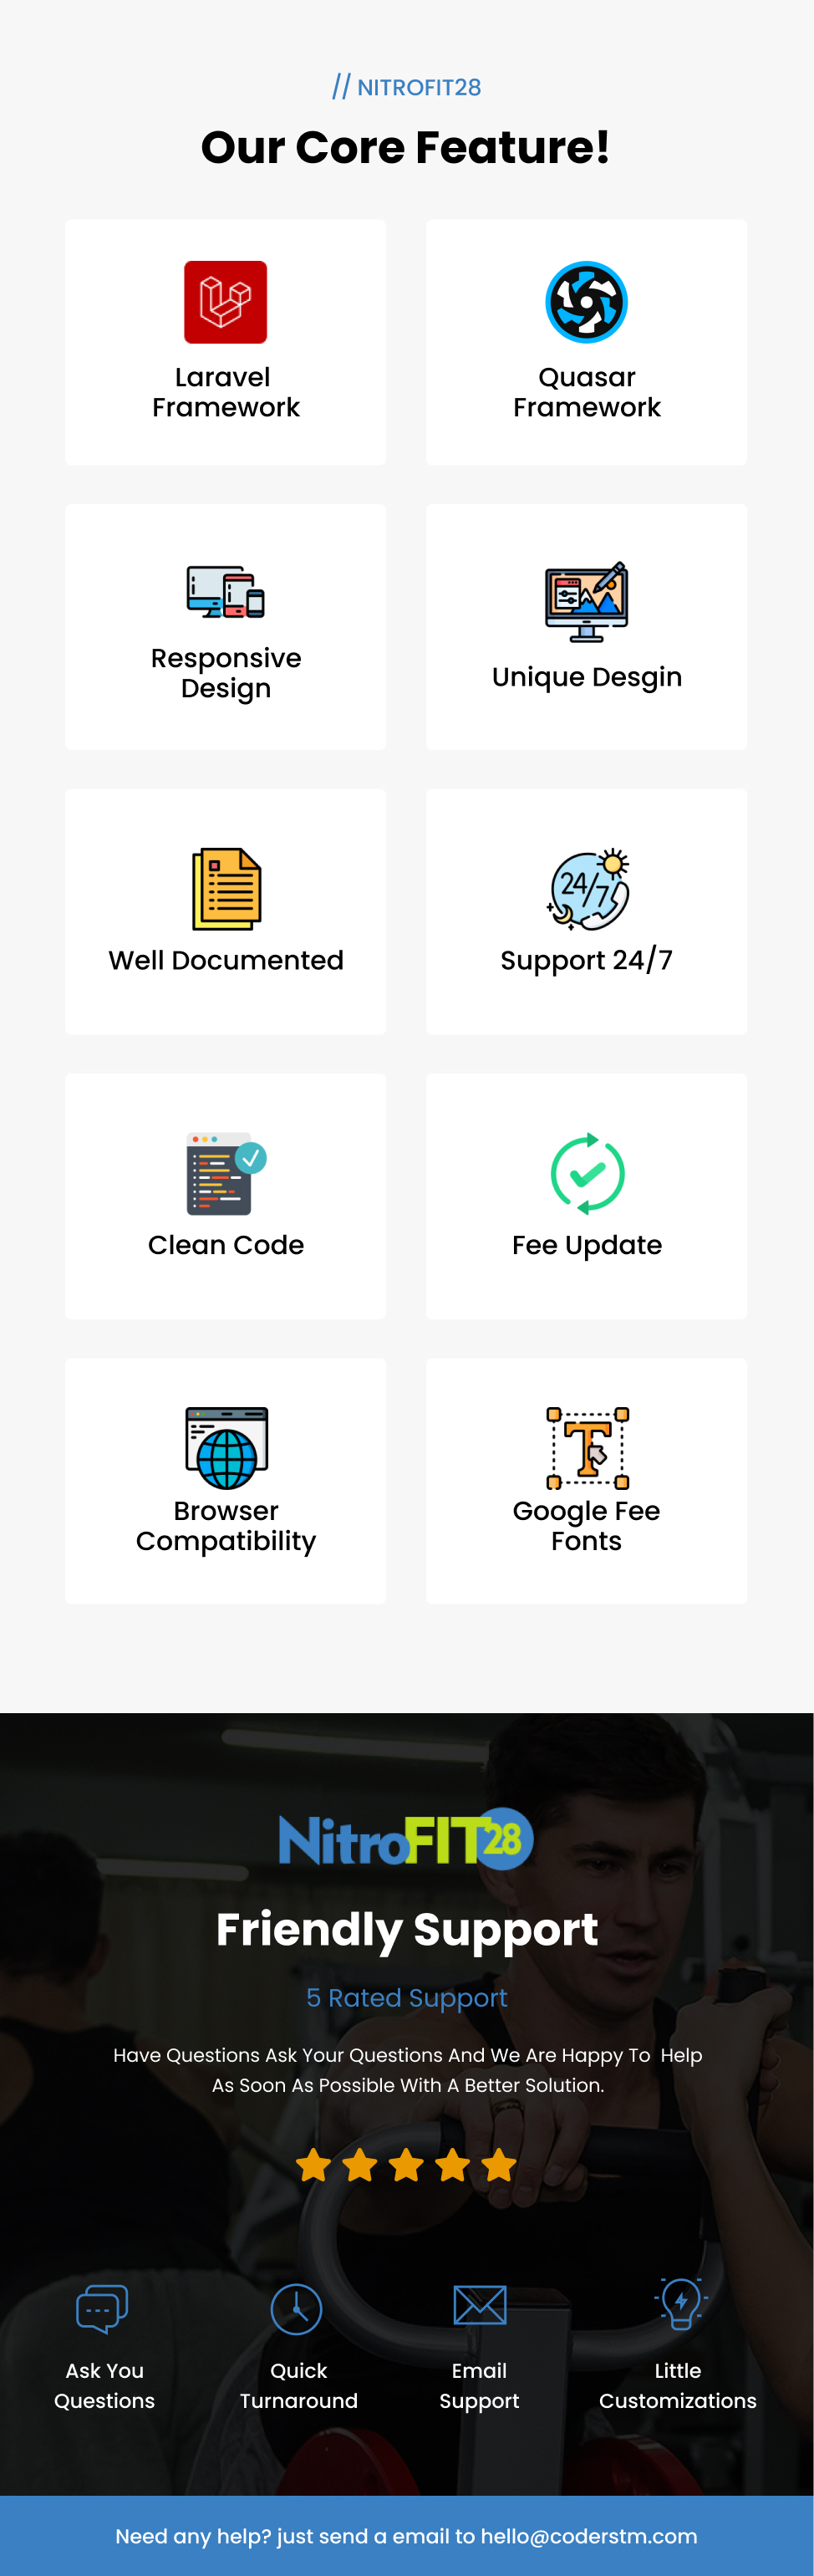 // NITROFIT28
Our Core Feature!
Laravel
Framework
Quasar
Framework
Responsive
Design
Unique Desgin
Well Documented
24/7
Support 24/7
Clean Code
Fee Update
Browser
Compatibility
T
Google Fee
Fonts
NitroFIT28
Friendly Support
5 Rated Support
Have Questions Ask Your Questions And We Are Happy To Help
As Soon As Possible With A Better Solution.
Ask You
Questions
Quick
Turnaround
Email
Support
Little
Customizations
Need any help? just send a email to hello@coderstm.com